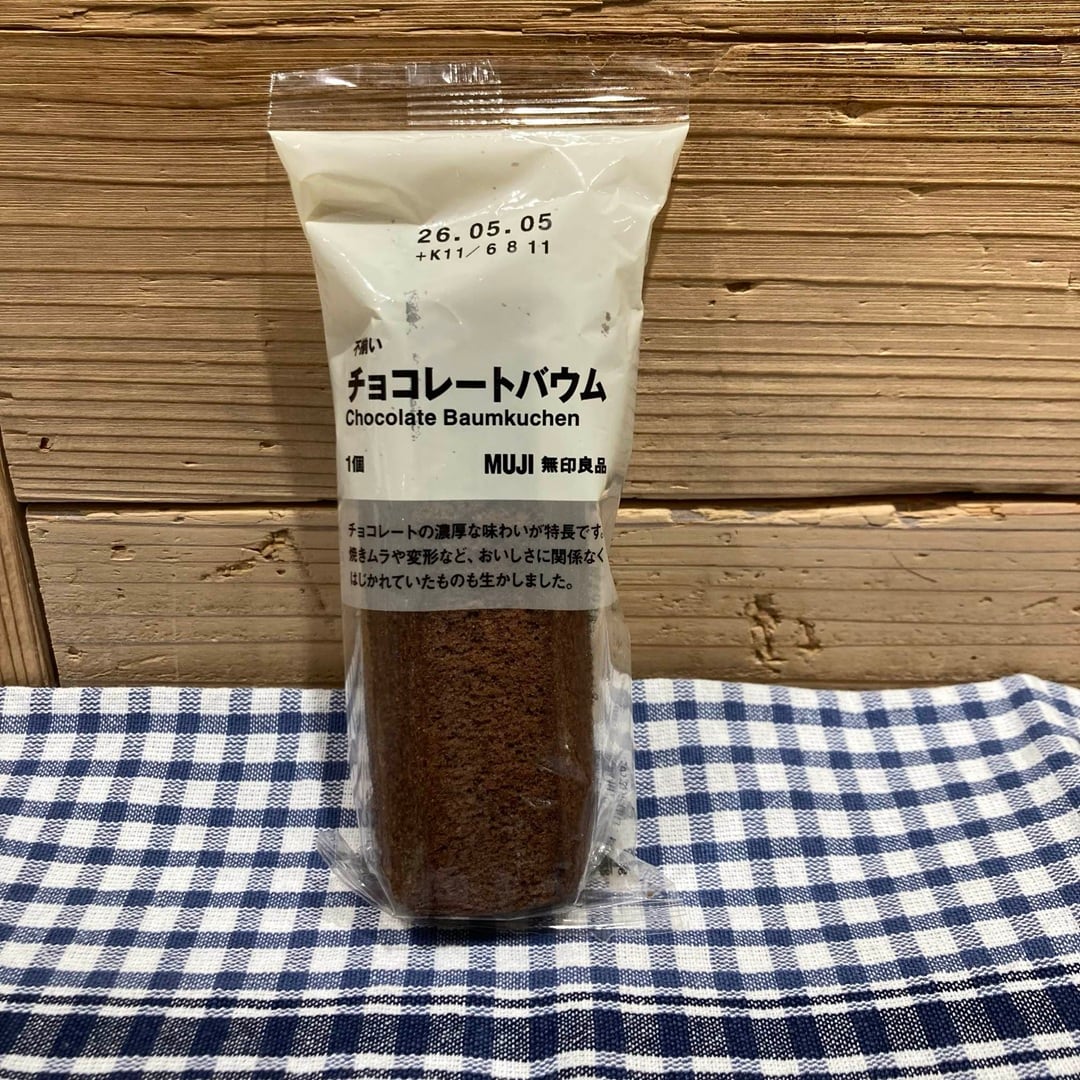 26.05.05
+K11/6 8 11
不揃い
チョコレートバウム
Chocolate Baumkuchen
1個
MUJI 無印良品
チョコレートの濃厚な味わいが特長です。
焼きムラや変形など、おいしさに関係なく
はじかれていたものも生かしました。